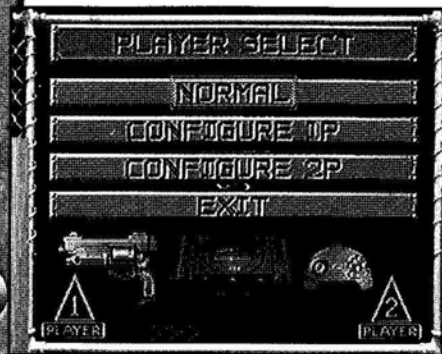 PLAYER SELECT
NORMAL
CONFIGURE 1P
CONFIGURE 2P
EXIT
1 2
PLAYER PLAYER